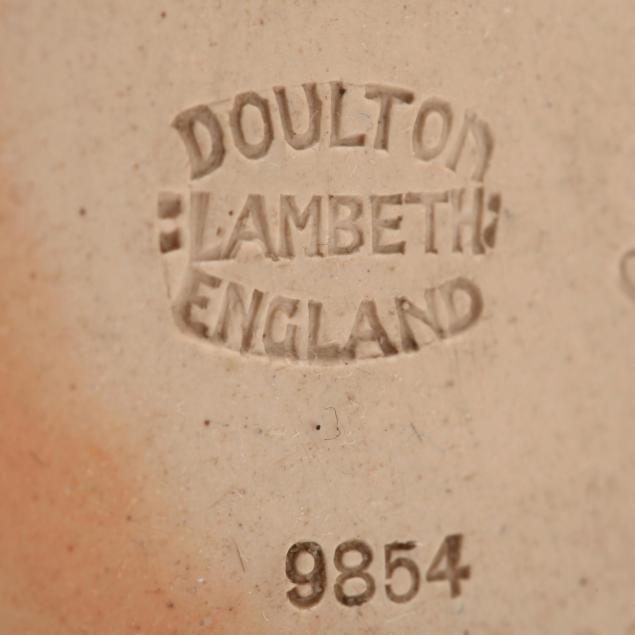 DOULTON
:LAMBETH:
ENGLAND
9854